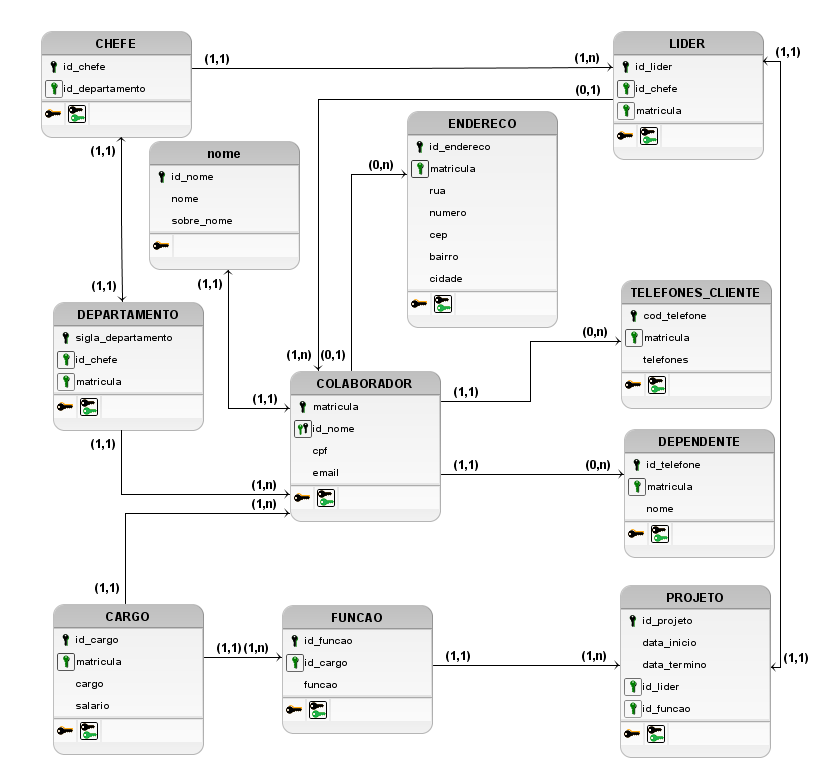 CHEFE
id_chefe
id_departamento
(1,1)
(1,n)
LIDER
id_lider
id_chefe
matricula
(1,1)
(0,1)
(1,1)
nome
id_nome
nome
sobre_nome
(1,1)
ENDERECO
id_endereco
matricula
rua
numero
cep
bairro
cidade
(0,n)
(1,1)
DEPARTAMENTO
sigla_departamento
id_chefe
matricula
(1,1)
TELEFONES_CLIENTE
cod_telefone
matricula
telefones
(0,n)
(1,n)
(0,1)
COLABORADOR
matricula
id_nome
cpf
email
(1,1)
(1,1)
(1,1)
(0,n)
DEPENDENTE
id_telefone
matricula
nome
(1,n)
(1,n)
(1,1)
CARGO
id_cargo
matricula
cargo
salario
(1,1)
(1,n)
FUNCAO
id_funcao
id_cargo
funcao
(1,1)
(1,n)
PROJETO
id_projeto
data_inicio
data_termino
id_lider
id_funcao
(1,1)